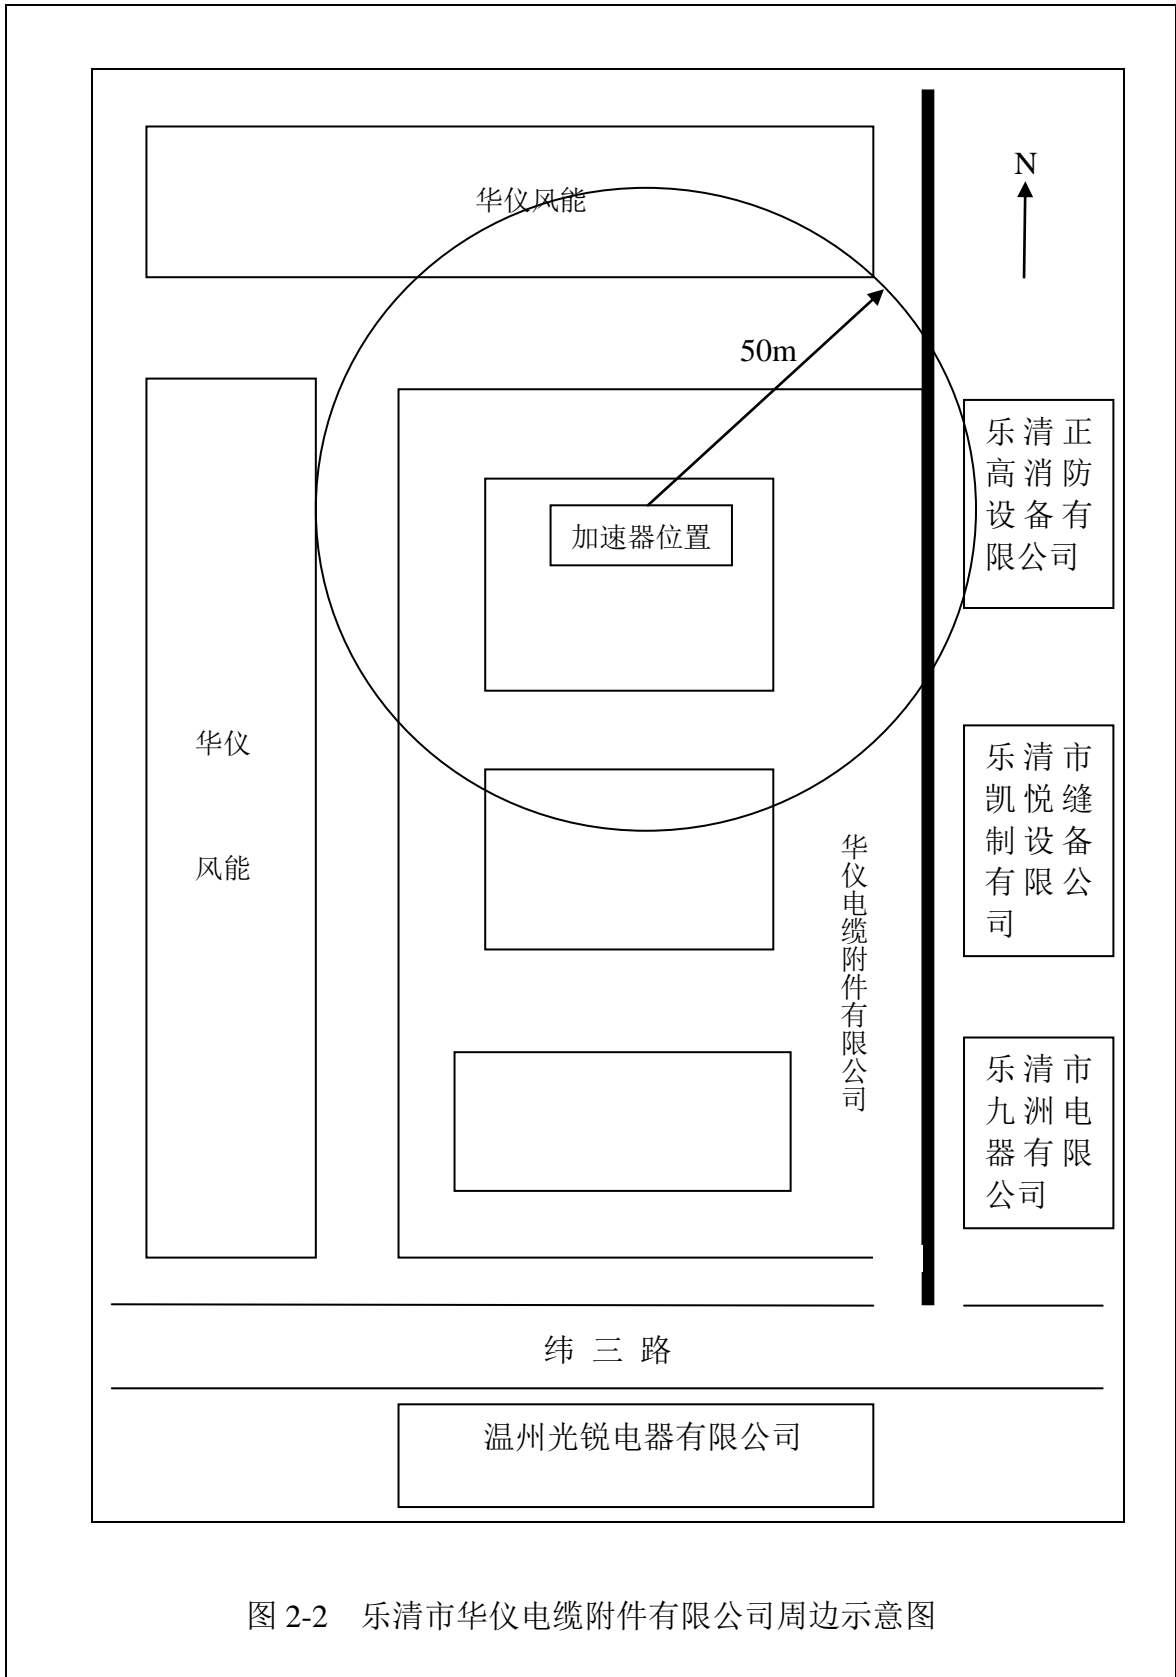 华仪风能
N
50m
加速器位置
乐清正
高消防
设备有
限公司
华仪
风能
乐清市
凯悦缝
制设备
有限公
司
华仪电缆附件有限公司
乐清市
九洲电
器有限
公司
纬三路
温州光锐电器有限公司
图 2-2 乐清市华仪电缆附件有限公司周边示意图